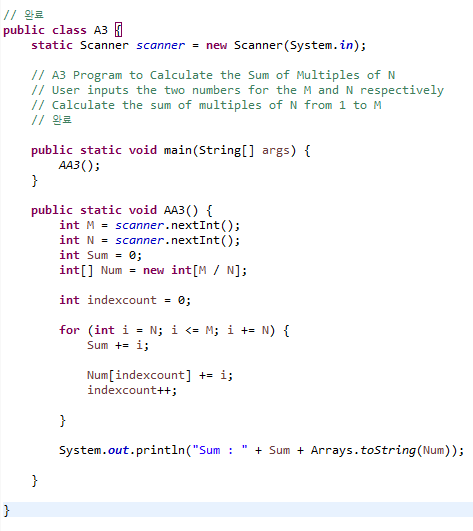 // 완료
public class A3 {
static Scanner scanner = new Scanner(System.in);
// A3 Program to Calculate the Sum of Multiples of N
// User inputs the two numbers for the M and N respectively
// Calculate the sum of multiples of N from 1 to M
// 완료
public static void main(String[] args) {
AA3();
}
public static void AA3() {
int M = scanner.nextInt();
int N = scanner.nextInt();
int Sum = 0;
int[] Num = new int[M / N];
int indexcount = 0;
for (int i = N; i <= M; i += N) {
Sum += i;
Num[indexcount] += i;
indexcount++;
}
System.out.println("Sum : " + Sum + Arrays.toString(Num));
}
}